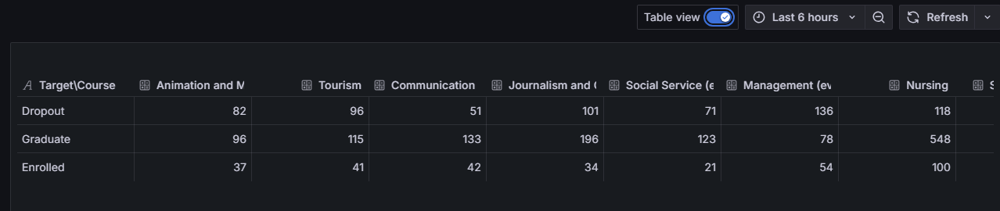 Table view Last 6 hours Refresh
Target\Course Animation and M Tourism Communication Journalism and Social Service (e Management (ev Nursing S
Dropout 82 96 51 101 71 136 118
Graduate 96 115 133 196 123 78 548
Enrolled 37 41 42 34 21 54 100